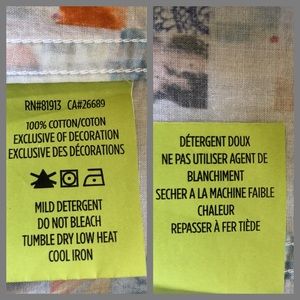 RN#81913 CA#26689
100% COTTON/COTON
EXCLUSIVE OF DECORATION
EXCLUSIVE DES DÉCORATIONS
MILD DETERGENT
DO NOT BLEACH
TUMBLE DRY LOW HEAT
COOL IRON
DÉTERGENT DOUX
NE PAS UTILISER AGENT DE
BLANCHIMENT
SECHER A LA MACHINE FAIBLE
CHALEUR
REPASSER À FER TIÈDE